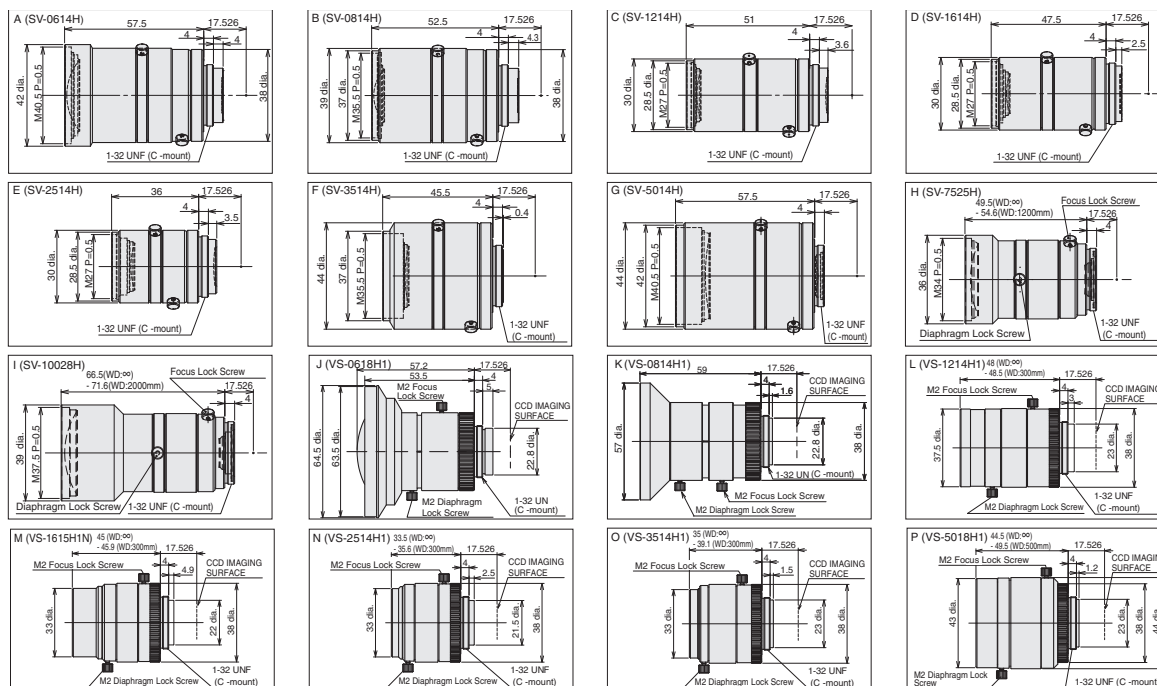 A (SV-0614H)
57.5
17.526
4
4
42 dia.
M40.5 P=0.5
38 dia.
1-32 UNF (C -mount)
B (SV-0814H)
52.5
17.526
4
4.3
39 dia.
37 dia.
M35.5 P=0.5
38 dia.
1-32 UNF (C -mount)
C (SV-1214H)
51
17.526
4
3.6
30 dia.
28.5 dia.
M27 P=0.5
1-32 UNF (C -mount)
D (SV-1614H)
47.5
17.526
4
2.5
30 dia.
28.5 dia.
M27 P=0.5
1-32 UNF (C -mount)
E (SV-2514H)
36
17.526
4
3.5
30 dia.
28.5 dia.
M27 P=0.5
1-32 UNF (C -mount)
F (SV-3514H)
45.5
17.526
4
0.4
44 dia.
37 dia.
M35.5 P=0.5
1-32 UNF
(C -mount)
G (SV-5014H)
57.5
17.526
4
44 dia.
42 dia.
M40.5 P=0.5
1-32 UNF
(C -mount)
H (SV-7525H)
49.5(WD:∞)
- 54.6(WD:1200mm)
Focus Lock Screw
17.526
4
36 dia.
M34 P=0.5
Diaphragm Lock Screw
1-32 UNF
(C -mount)
I (SV-10028H)
66.5(WD:∞)
- 71.6(WD:2000mm)
Focus Lock Screw
17.526
4
39 dia.
M37.5 P=0.5
Diaphragm Lock Screw
1-32 UNF (C -mount)
J (VS-0618H1)
57.2
17.526
53.5
4
5
M2 Focus
Lock Screw
CCD IMAGING
SURFACE
64.5 dia.
63.5 dia.
22.8 dia.
M2 Diaphragm
Lock Screw
1-32 UN
(C -mount)
K (VS-0814H1)
59
17.526
4
1.6
57 dia.
22.8 dia.
38 dia.
1-32 UN (C -mount)
M2 Focus Lock Screw
M2 Diaphragm Lock Screw
L (VS-1214H1)
48 (WD:∞)
- 48.5 (WD:300mm)
17.526
M2 Focus Lock Screw
4
3
CCD IMAGING
SURFACE
37.5 dia.
23 dia.
38 dia.
1-32 UNF
(C -mount)
M2 Diaphragm Lock Screw
M (VS-1615H1N)
45 (WD:∞)
- 45.9 (WD:300mm)
17.526
M2 Focus Lock Screw
4
4.9
CCD IMAGING
SURFACE
33 dia.
22 dia.
38 dia.
1-32 UNF
(C -mount)
M2 Diaphragm Lock Screw
N (VS-2514H1)
33.5 (WD:∞)
- 35.6 (WD:300mm)
17.526
M2 Focus Lock Screw
4
2.5
CCD IMAGING
SURFACE
33 dia.
21.5 dia.
38 dia.
1-32 UNF
(C -mount)
M2 Diaphragm Lock Screw
O (VS-3514H1)
35 (WD:∞)
- 39.1 (WD:300mm)
17.526
M2 Focus Lock Screw
4
1.5
CCD IMAGING
SURFACE
33 dia.
23 dia.
38 dia.
1-32 UNF
(C -mount)
M2 Diaphragm Lock Screw
P (VS-5018H1)
44.5 (WD:∞)
- 49.5 (WD:500mm)
17.526
M2 Focus Lock Screw
4
1.2
CCD IMAGING
SURFACE
43 dia.
23 dia.
38 dia.
44 dia.
M2 Diaphragm Lock
Screw
1-32 UNF (C -mount)